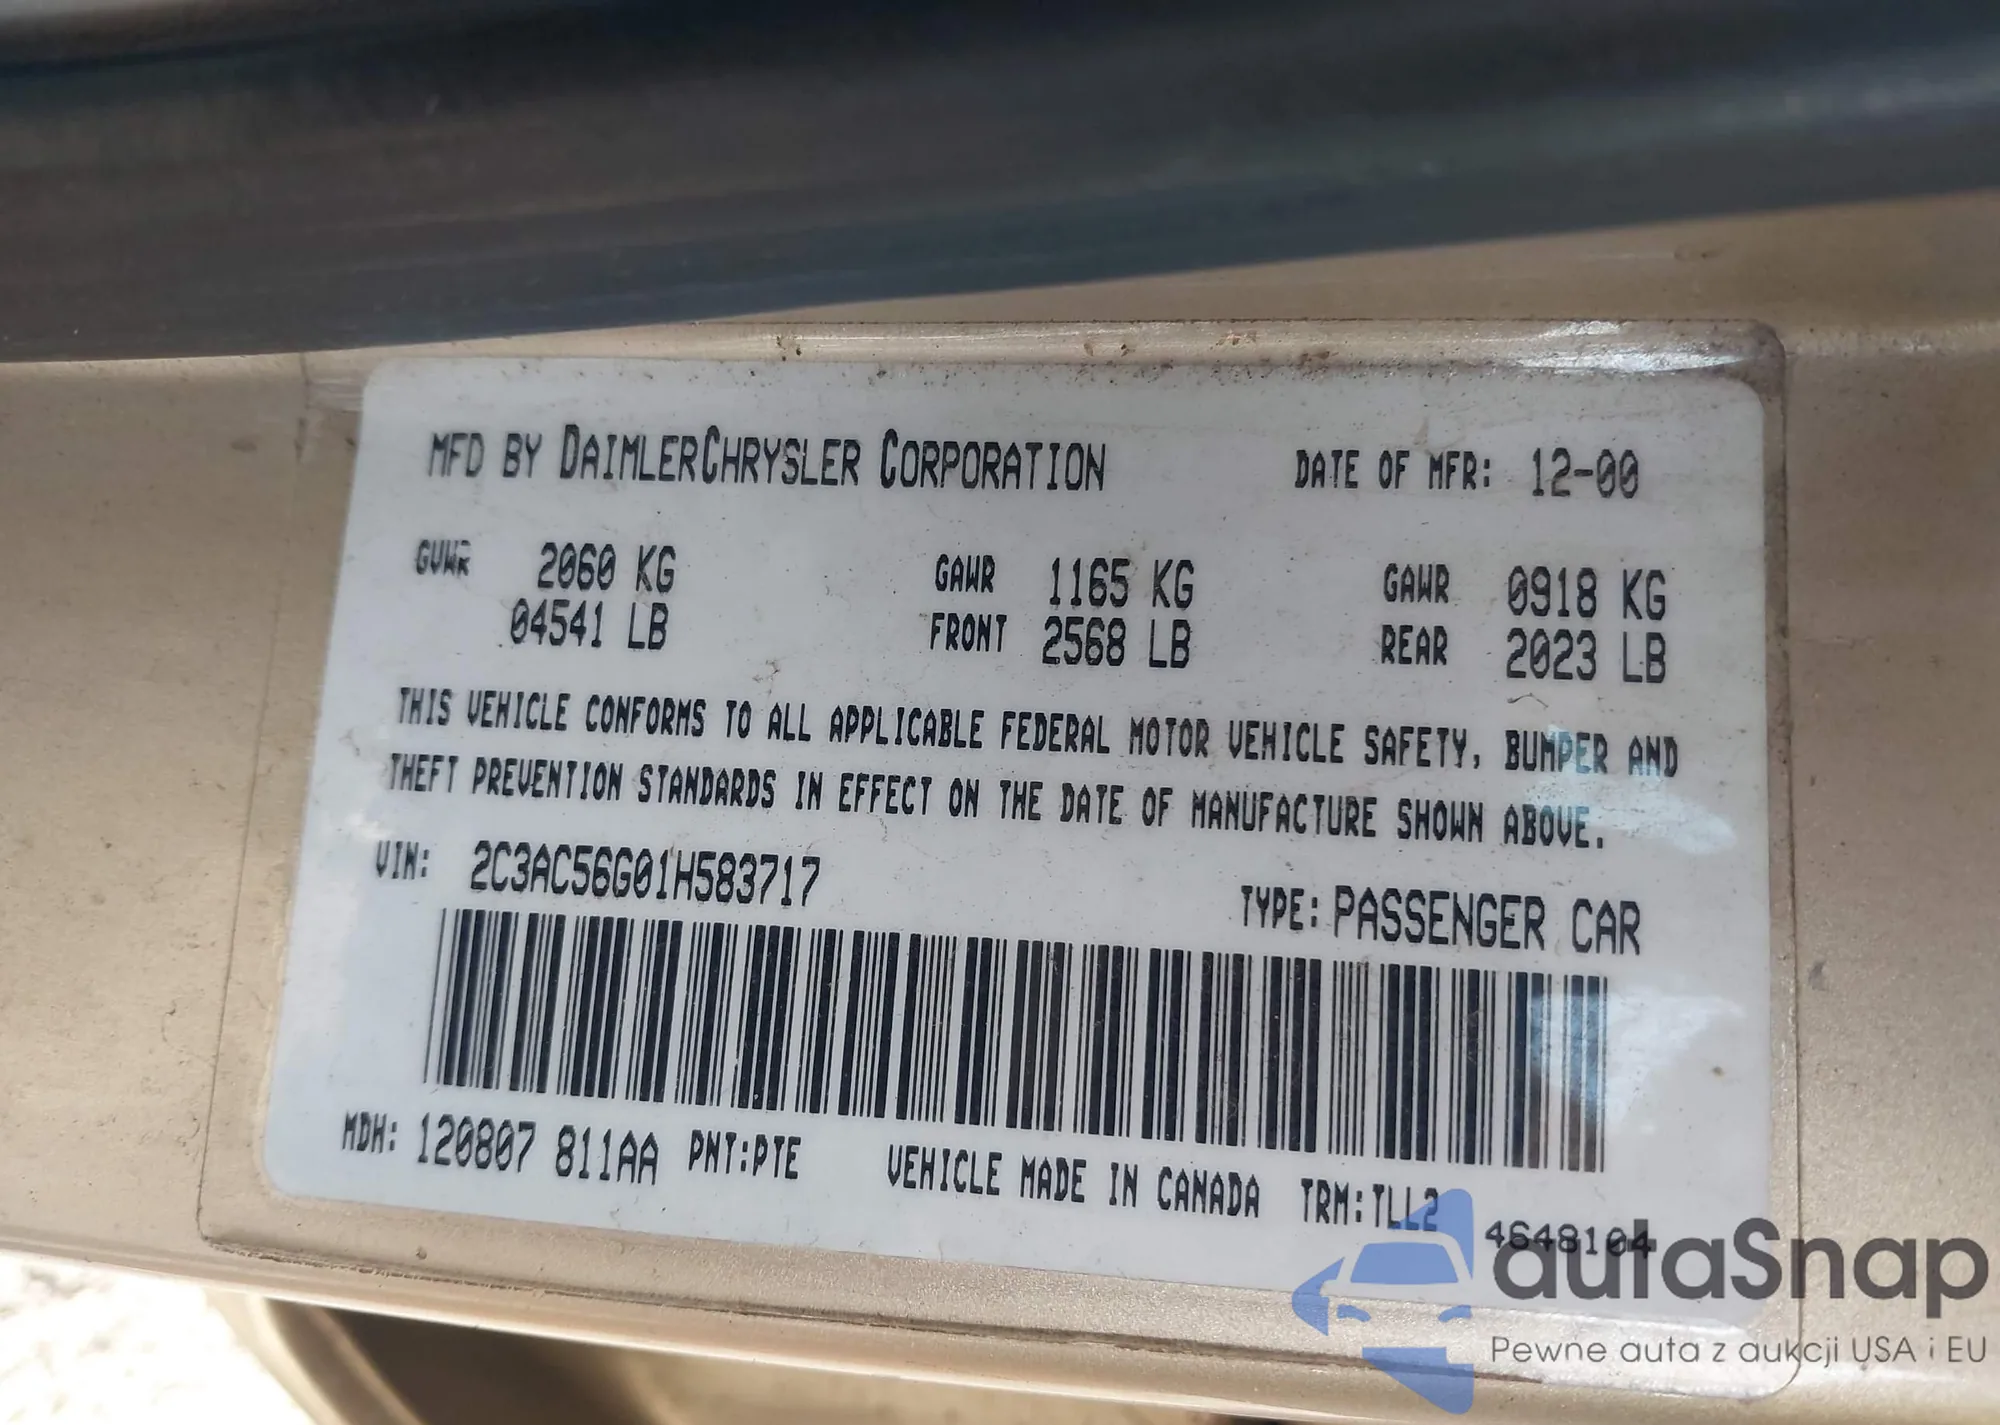 MFD BY DAIMLERCHRYSLER CORPORATION DATE OF MFR: 12-00
GVWR 2060 KG GAWR 1165 KG GAWR 0918 KG
04541 LB FRONT 2568 LB REAR 2023 LB
THIS VEHICLE CONFORMS TO ALL APPLICABLE FEDERAL MOTOR VEHICLE SAFETY, BUMPER AND
THEFT PREVENTION STANDARDS IN EFFECT ON THE DATE OF MANUFACTURE SHOWN ABOVE.
VIN: 2C3AC56G01H583717 TYPE: PASSENGER CAR
MDH: 120807 811AA PNT:PTE VEHICLE MADE IN CANADA TRM:TLL2
4648104
autaSnap
Pewne auta z aukcji USA i EU